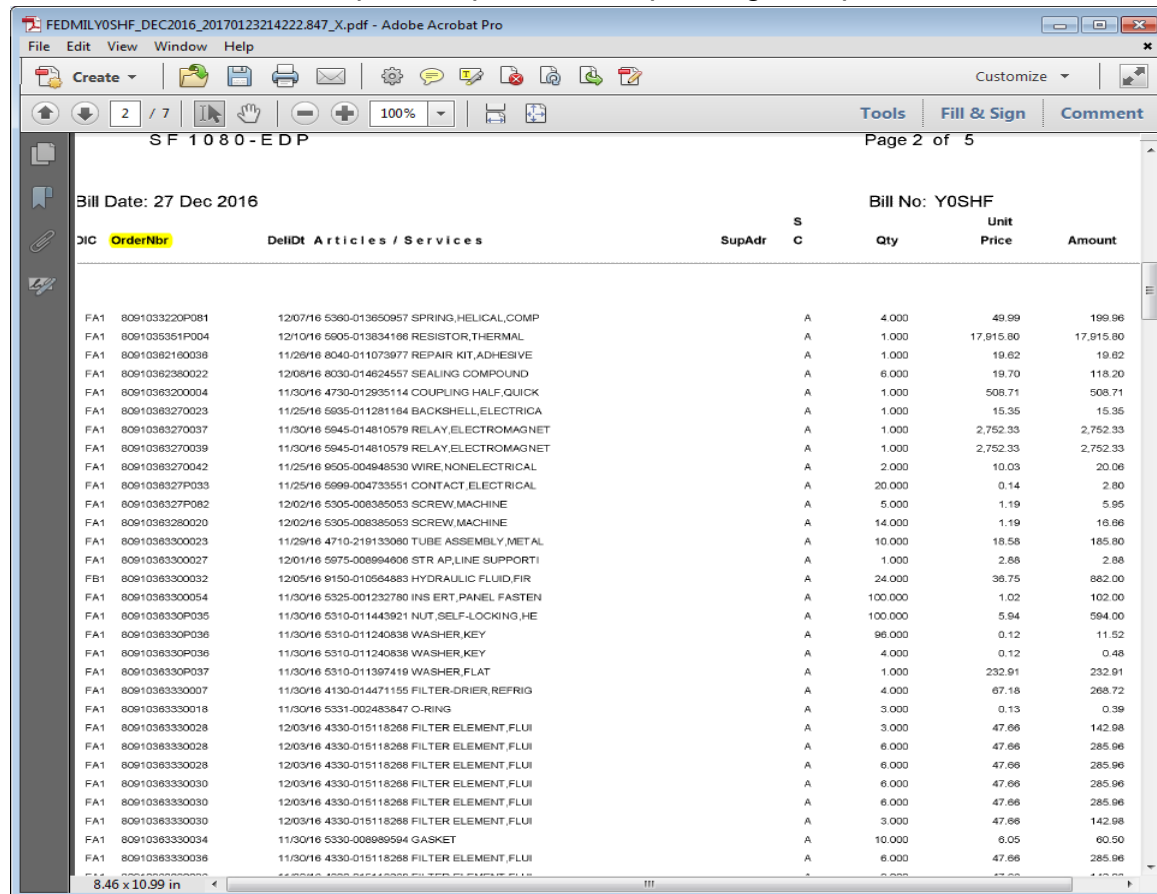 FEDMILY0SHF_DEC2016_20170123214222.847_X.pdf - Adobe Acrobat Pro
File Edit View Window Help
Create Customize
2 / 7 100% Tools Fill & Sign Comment
SF 1080-EDP Page 2 of 5
Bill Date: 27 Dec 2016 Bill No: Y0SHF
S Unit
DIC OrderNbr DeliDt Articles / Services SupAdr C Qty Price Amount
FA1 8091033220P081 12/07/16 5360-013650957 SPRING,HELICAL,COMP A 4.000 49.99 199.96
FA1 8091035351P004 12/10/16 5905-013834166 RESISTOR,THERMAL A 1.000 17,915.80 17,915.80
FA1 80910362160036 11/26/16 8040-011073977 REPAIR KIT,ADHESIVE A 1.000 19.62 19.62
FA1 80910362380022 12/08/16 8030-014624557 SEALING COMPOUND A 6.000 19.70 118.20
FA1 80910363200004 11/30/16 4730-012935114 COUPLING HALF,QUICK A 1.000 508.71 508.71
FA1 80910363270023 11/25/16 5935-011281164 BACKSHELL,ELECTRICA A 1.000 15.35 15.35
FA1 80910363270037 11/30/16 5945-014810579 RELAY,ELECTROMAGNET A 1.000 2,752.33 2,752.33
FA1 80910363270039 11/30/16 5945-014810579 RELAY,ELECTROMAGNET A 1.000 2,752.33 2,752.33
FA1 80910363270042 11/25/16 9505-004948530 WIRE,NONELECTRICAL A 2.000 10.03 20.06
FA1 8091036327P033 11/25/16 5999-004733551 CONTACT,ELECTRICAL A 20.000 0.14 2.80
FA1 8091036327P082 12/02/16 5305-008385053 SCREW,MACHINE A 5.000 1.19 5.95
FA1 80910363280020 12/02/16 5305-008385053 SCREW,MACHINE A 14.000 1.19 16.66
FA1 80910363300023 11/29/16 4710-219133060 TUBE ASSEMBLY,METAL A 10.000 18.58 185.80
FA1 80910363300027 12/01/16 5975-008994606 STR AP,LINE SUPPORTI A 1.000 2.88 2.88
FB1 80910363300032 12/05/16 9150-010564883 HYDRAULIC FLUID,FIR A 24.000 36.75 882.00
FA1 80910363300054 11/30/16 5325-001232780 INS ERT,PANEL FASTEN A 100.000 1.02 102.00
FA1 8091036330P035 11/30/16 5310-011443921 NUT,SELF-LOCKING,HE A 100.000 5.94 594.00
FA1 8091036330P036 11/30/16 5310-011240838 WASHER,KEY A 96.000 0.12 11.52
FA1 8091036330P036 11/30/16 5310-011240838 WASHER,KEY A 4.000 0.12 0.48
FA1 8091036330P037 11/30/16 5310-011397419 WASHER,FLAT A 1.000 232.91 232.91
FA1 80910363330007 11/30/16 4130-014471155 FILTER-DRIER,REFRIG A 4.000 67.18 268.72
FA1 80910363330018 11/30/16 5331-002483847 O-RING A 3.000 0.13 0.39
FA1 80910363330028 12/03/16 4330-015118268 FILTER ELEMENT,FLUI A 3.000 47.66 142.98
FA1 80910363330028 12/03/16 4330-015118268 FILTER ELEMENT,FLUI A 6.000 47.66 285.96
FA1 80910363330028 12/03/16 4330-015118268 FILTER ELEMENT,FLUI A 6.000 47.66 285.96
FA1 80910363330030 12/03/16 4330-015118268 FILTER ELEMENT,FLUI A 6.000 47.66 285.96
FA1 80910363330030 12/03/16 4330-015118268 FILTER ELEMENT,FLUI A 6.000 47.66 285.96
FA1 80910363330030 12/03/16 4330-015118268 FILTER ELEMENT,FLUI A 3.000 47.66 142.98
FA1 80910363330034 11/30/16 5330-008989594 GASKET A 10.000 6.05 60.50
FA1 80910363330036 11/30/16 4330-015118268 FILTER ELEMENT,FLUI A 6.000 47.66 285.96
8.46 x 10.99 in